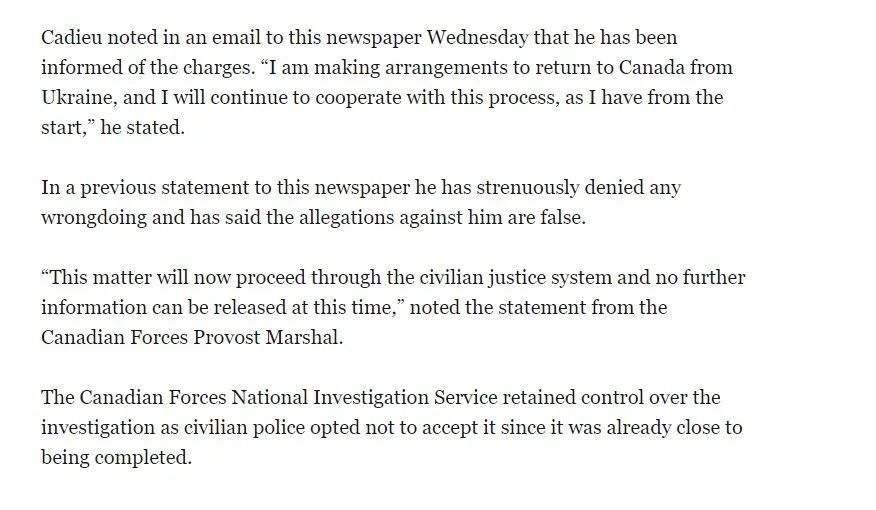 Cadieu noted in an email to this newspaper Wednesday that he has been
informed of the charges. “I am making arrangements to return to Canada from
Ukraine, and I will continue to cooperate with this process, as I have from the
start,” he stated.
In a previous statement to this newspaper he has strenuously denied any
wrongdoing and has said the allegations against him are false.
“This matter will now proceed through the civilian justice system and no further
information can be released at this time,” noted the statement from the
Canadian Forces Provost Marshal.
The Canadian Forces National Investigation Service retained control over the
investigation as civilian police opted not to accept it since it was already close to
being completed.